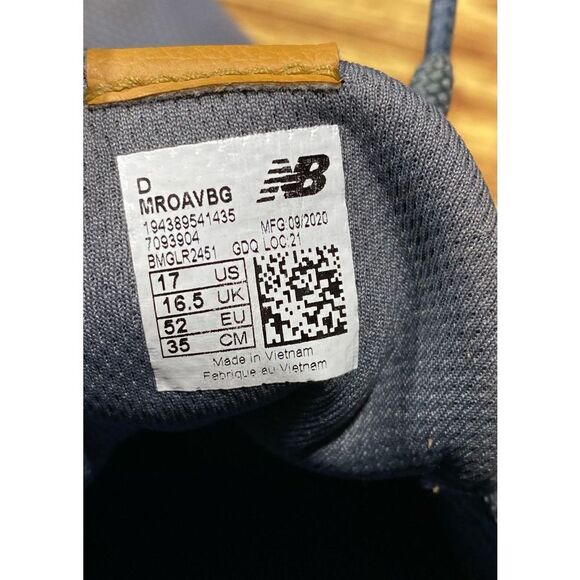 D
MROAVBG
NB
194389541435
7093904 MFG:09/2020
BMGLR2451 GDQ LOC:21
17 US
16.5 UK
52 EU
35 CM
Made in Vietnam
Fabrique au Vietnam